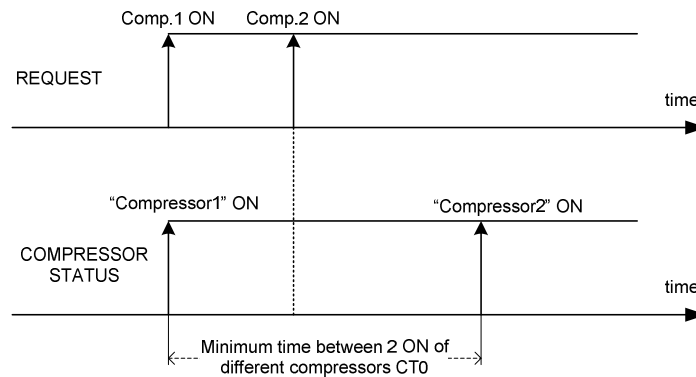 Comp.1 ON
Comp.2 ON
REQUEST
time
“Compressor1” ON
“Compressor2” ON
COMPRESSOR
STATUS
time
Minimum time between 2 ON of
different compressors CT0